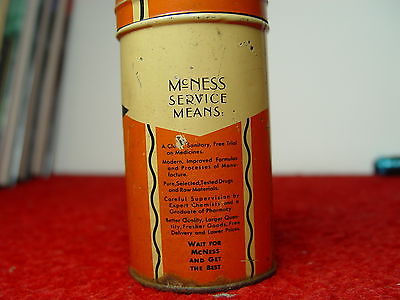 McNESS
SERVICE
MEANS:
A Sanitary, Free Trial
on Medicines.
Modern, Improved Formulas
and Processes of Manu-
facture.
Pure, Selected, Tested Drugs
and Raw Materials.
Careful Supervision by
Expert Chemists and a
Graduate of Pharmacy
Better Quality, Larger Quan-
tity, Fresher Goods, Free
Delivery and Lower Prices.
WAIT FOR
McNESS
AND GET
THE BEST